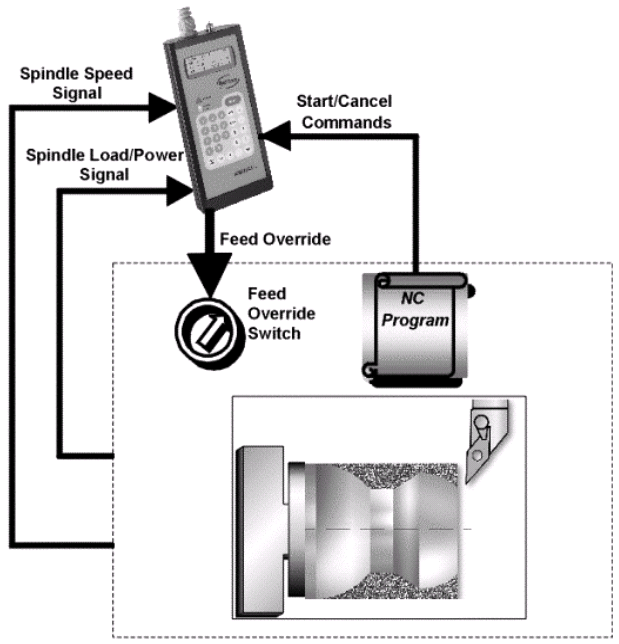 Spindle Speed
Signal
Start/Cancel
Commands
Spindle Load/Power
Signal
Feed Override
Feed
Override
Switch
NC
Program